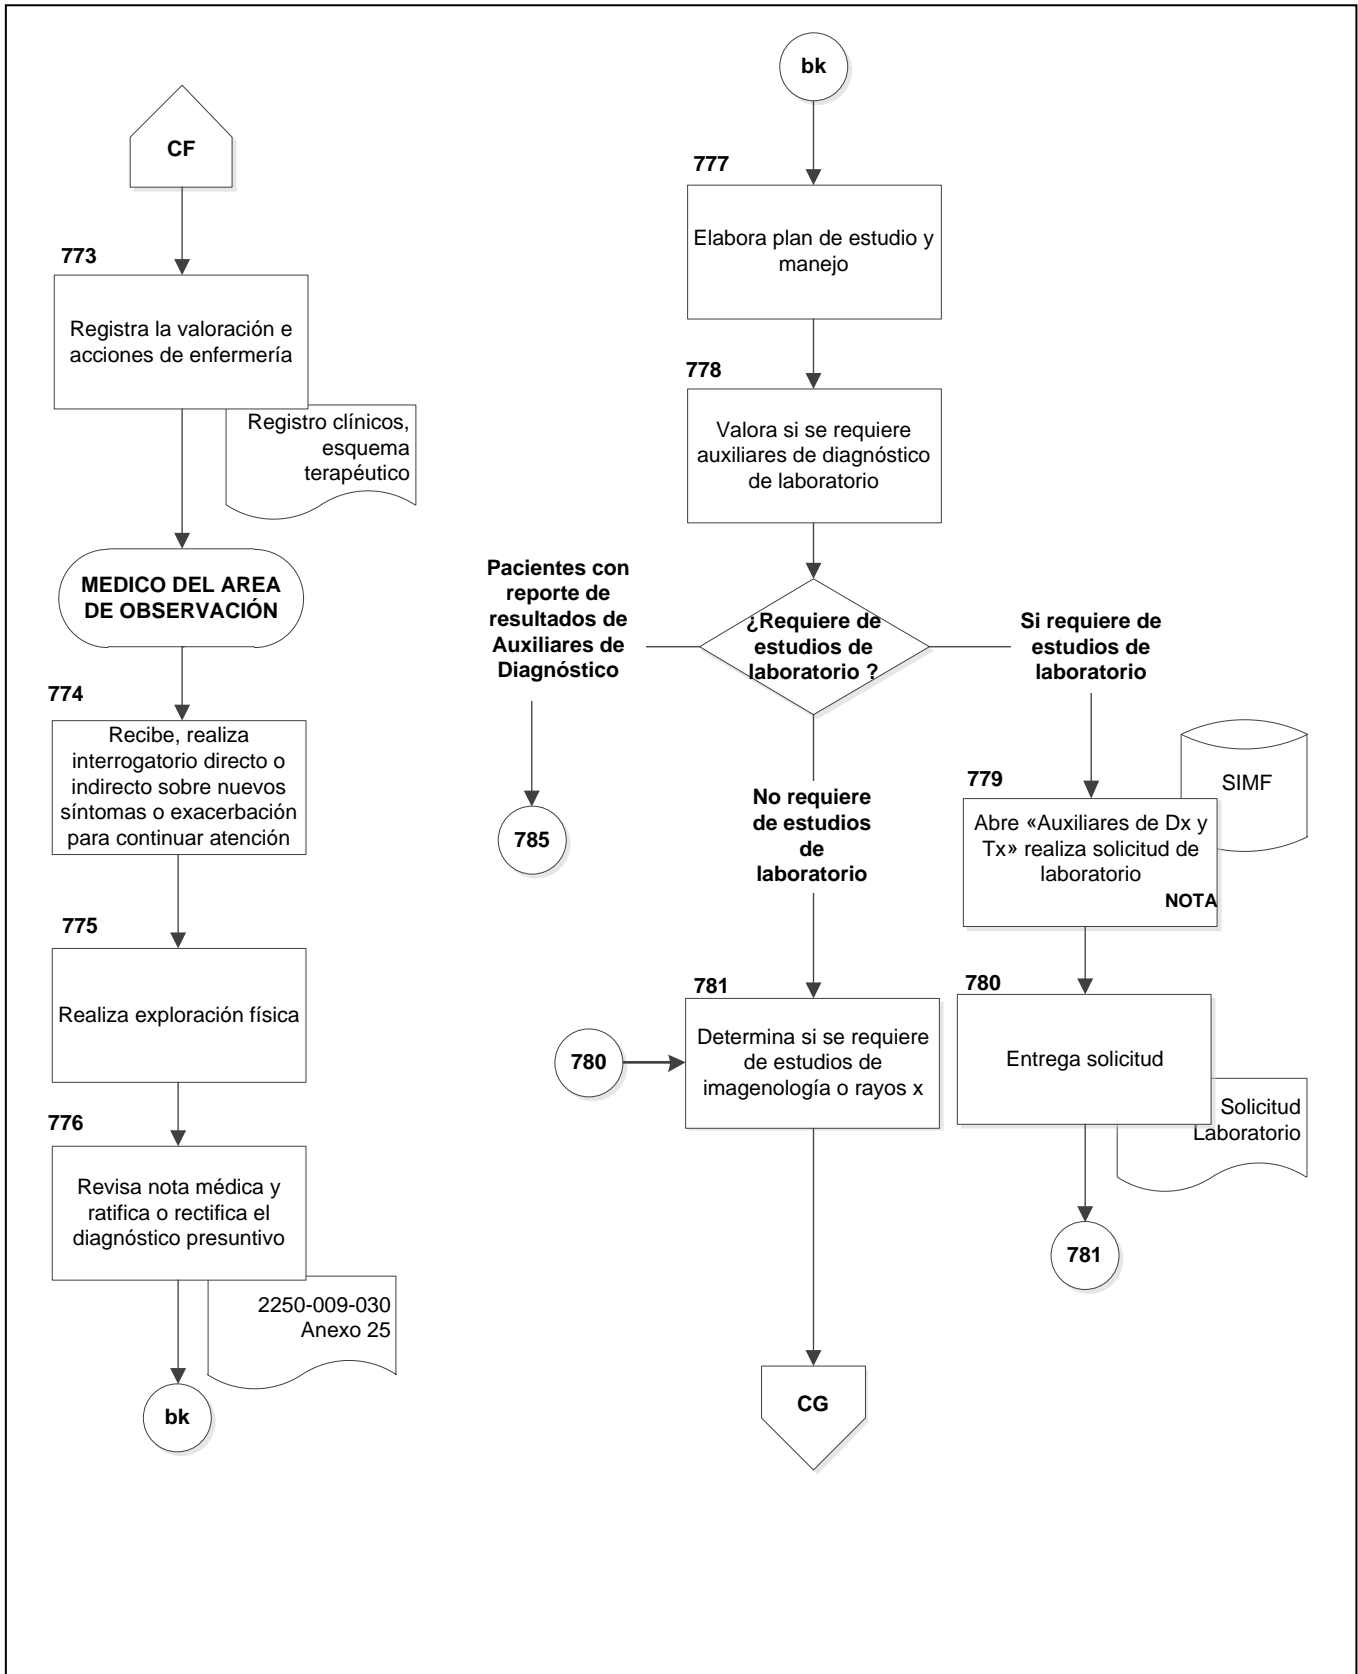 CF
773
Registra la valoración e
acciones de enfermería
Registro clínicos,
esquema
terapéutico
MEDICO DEL AREA
DE OBSERVACIÓN
774
Recibe, realiza
interrogatorio directo o
indirecto sobre nuevos
síntomas o exacerbación
para continuar atención
775
Realiza exploración física
776
Revisa nota médica y
ratifica o rectifica el
diagnóstico presuntivo
2250-009-030
Anexo 25
bk
bk
777
Elabora plan de estudio y
manejo
778
Valora si se requiere
auxiliares de diagnóstico
de laboratorio
¿Requiere de
estudios de
laboratorio ?
Pacientes con
reporte de
resultados de
Auxiliares de
Diagnóstico
785
No requiere
de estudios
de
laboratorio
Si requiere de
estudios de
laboratorio
SIMF
779
Abre «Auxiliares de Dx y
Tx» realiza solicitud de
laboratorio
NOTA
780
Entrega solicitud
Solicitud
Laboratorio
781
780
781
Determina si se requiere
de estudios de
imagenología o rayos x
CG